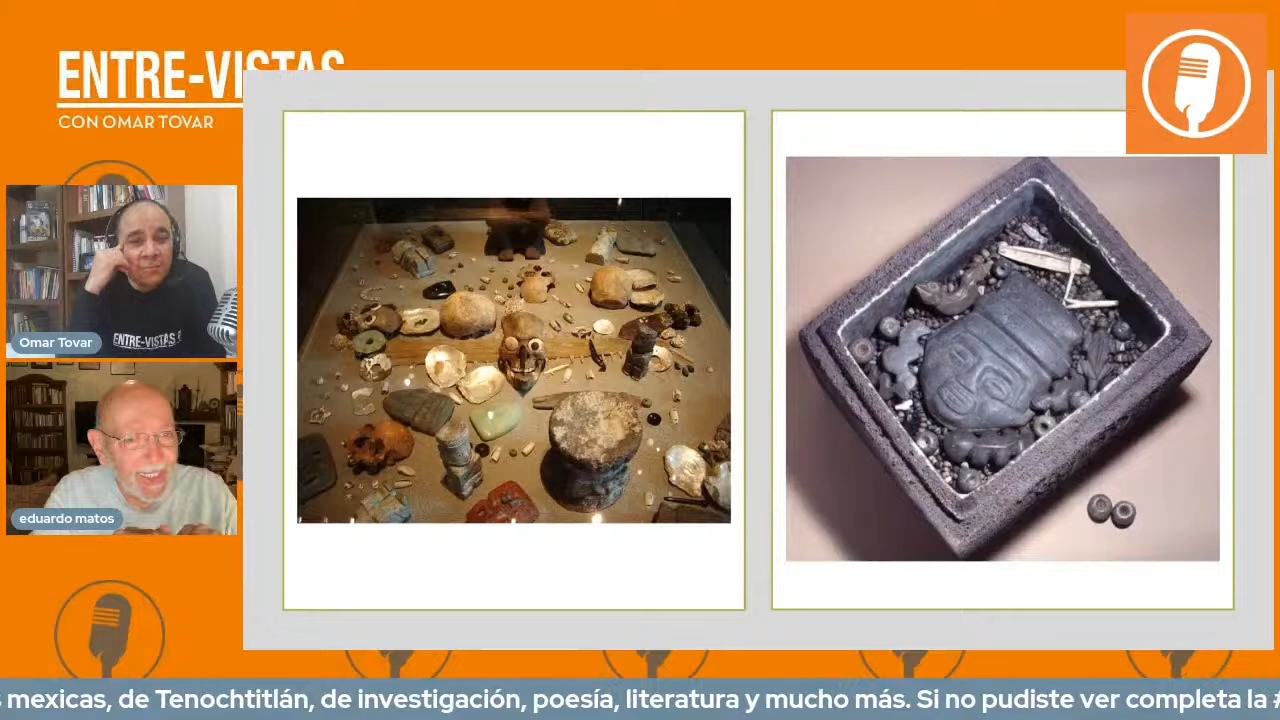 ENTRE-VISTAS
CON OMAR TOVAR
Omar Tovar
ENTRE-VISTAS
eduardo matos
mexicas, de Tenochtitlán, de investigación, poesía, literatura y mucho más. Si no pudiste ver completa la